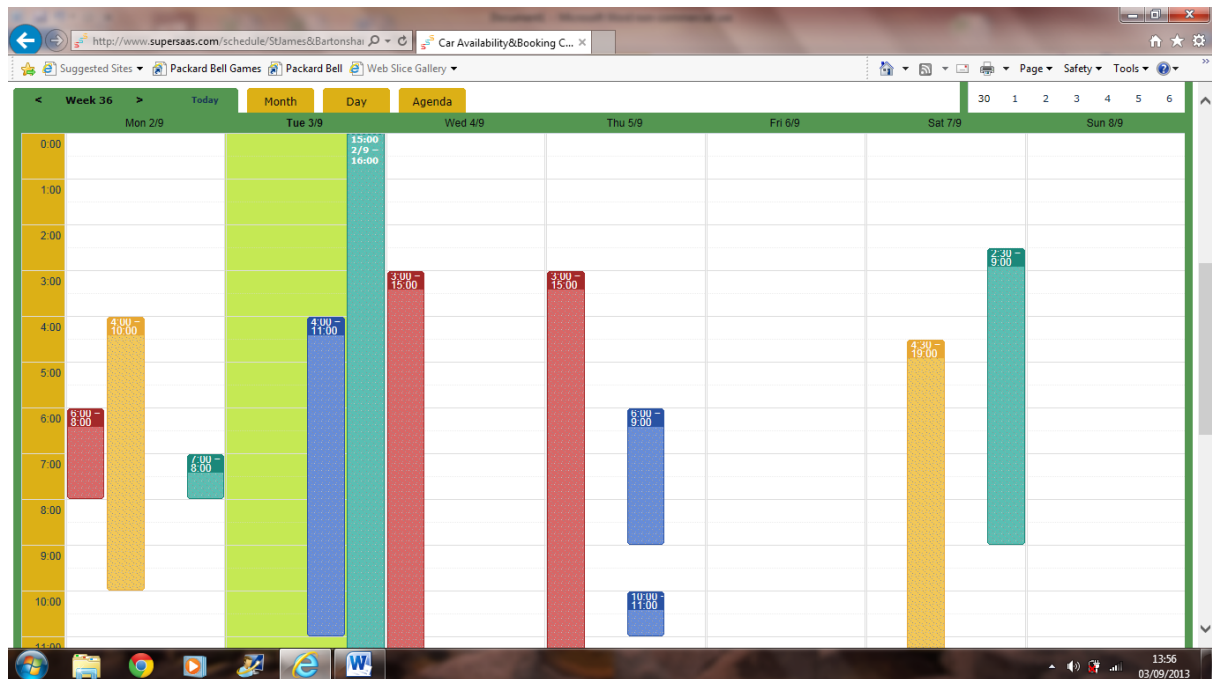 http://www.supersaas.com/schedule/StJames&Bartonshar
Car Availability&Booking C...
Suggested Sites
Packard Bell Games
Packard Bell
Web Slice Gallery
Page
Safety
Tools
< Week 36 > Today
Month
Day
Agenda
30 1 2 3 4 5 6
Mon 2/9
Tue 3/9
Wed 4/9
Thu 5/9
Fri 6/9
Sat 7/9
Sun 8/9
0:00
15:00
2/9 –
16:00
1:00
2:00
2:30 –
9:00
3:00
3:00 –
15:00
3:00 –
15:00
4:00
4:00 –
10:00
4:00 –
11:00
4:30 –
19:00
5:00
6:00
6:00 –
8:00
6:00 –
9:00
7:00
7:00 –
8:00
8:00
9:00
10:00
10:00 -
11:00
11:00
13:56
03/09/2013